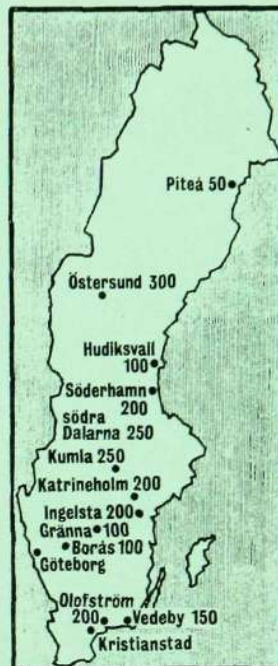 Piteå 50
Östersund 300
Hudiksvall
100
Söderhamn
200
södra
Dalarna 250
Kumla 250
Katrineholm 200
Ingelsta 200
Gränna 100
Borås 100
Göteborg
Olofström
200
Vedeby 150
Kristianstad